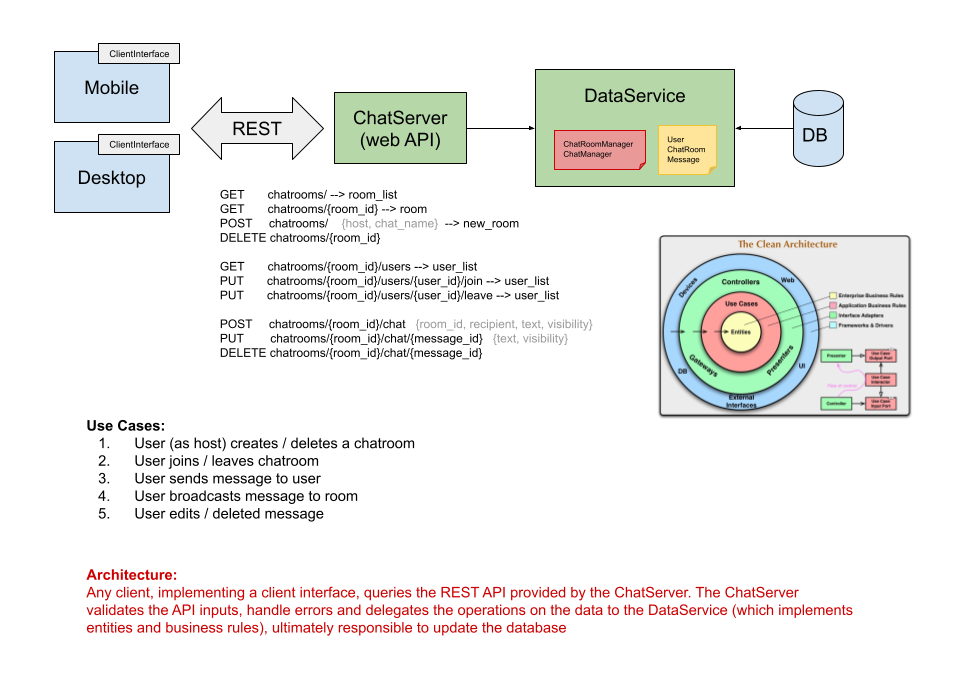 ClientInterface
Mobile
ClientInterface
Desktop
REST
ChatServer
(web API)
DataService
ChatRoomManager
ChatManager
User
ChatRoom
Message
DB
GET chatrooms/ --> room_list
GET chatrooms/{room_id} --> room
POST chatrooms/ {host, chat_name} --> new_room
DELETE chatrooms/{room_id}
GET chatrooms/{room_id}/users --> user_list
PUT chatrooms/{room_id}/users/{user_id}/join --> user_list
PUT chatrooms/{room_id}/users/{user_id}/leave --> user_list
POST chatrooms/{room_id}/chat {room_id, recipient, text, visibility}
PUT chatrooms/{room_id}/chat/{message_id} {text, visibility}
DELETE chatrooms/{room_id}/chat/{message_id}
The Clean Architecture
Devices
Web
Controllers
Use Cases
Entities
Gateways
Presenters
DB
UI
External
Interfaces
Enterprise Business Rules
Application Business Rules
Interface Adapters
Frameworks & Drivers
Presenter
Use Case
Output Port
Use Case
Interactor
Flow of control
Controller
Use Case
Input Port
Use Cases:
1. User (as host) creates / deletes a chatroom
2. User joins / leaves chatroom
3. User sends message to user
4. User broadcasts message to room
5. User edits / deleted message
Architecture:
Any client, implementing a client interface, queries the REST API provided by the ChatServer. The ChatServer
validates the API inputs, handle errors and delegates the operations on the data to the DataService (which implements
entities and business rules), ultimately responsible to update the database